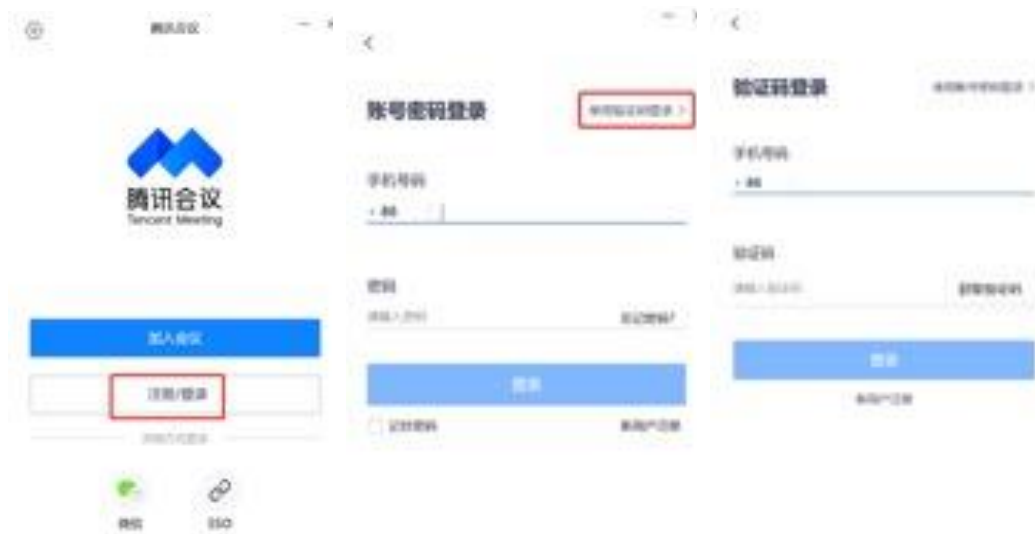 腾讯会议
腾讯会议
Tencent Meeting
加入会议
注册/登录
微信
SSO
账号密码登录
手机号码
+ 86
密码
忘记密码?
登录
记住密码
新用户注册
验证码登录
手机号码
+ 86
验证码
获取验证码
登录
新用户注册